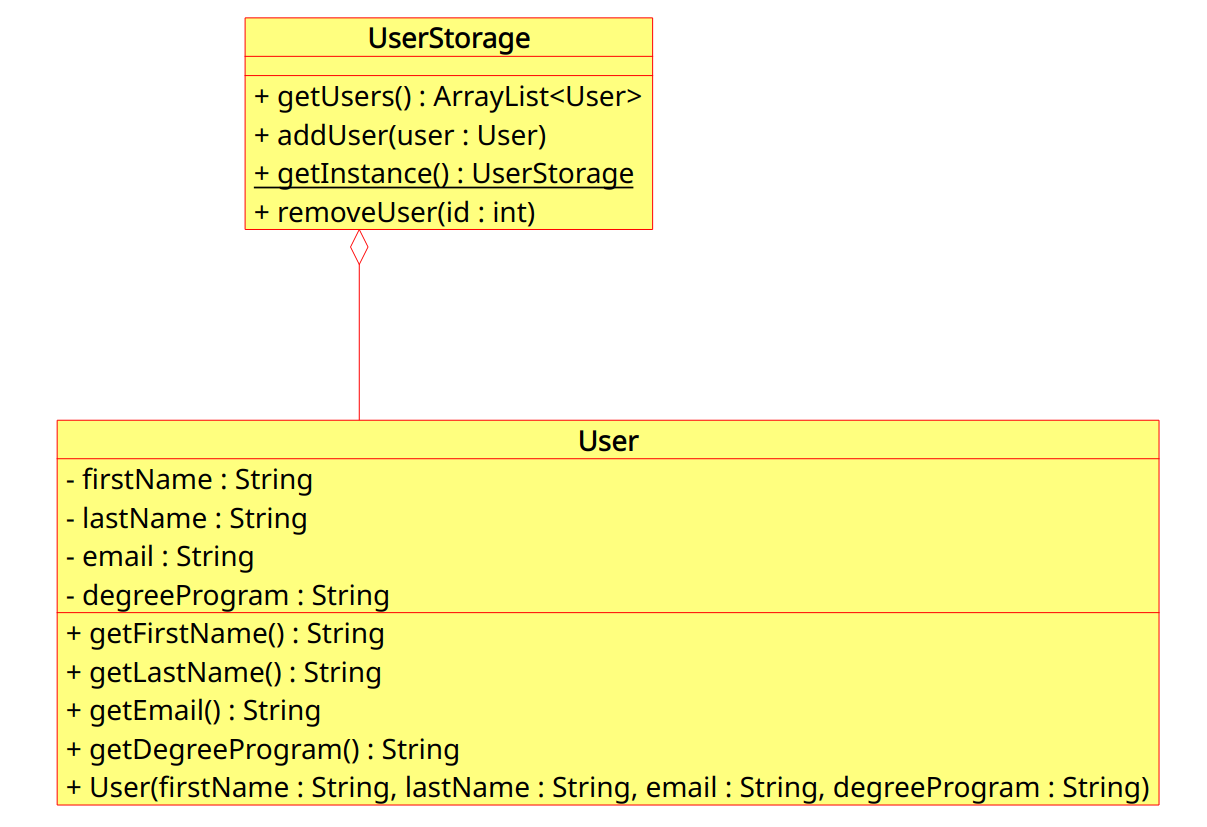 UserStorage
+ getUsers() : ArrayList<User>
+ addUser(user : User)
+ getInstance() : UserStorage
+ removeUser(id : int)
User
- firstName : String
- lastName : String
- email : String
- degreeProgram : String
+ getFirstName() : String
+ getLastName() : String
+ getEmail() : String
+ getDegreeProgram() : String
+ User(firstName : String, lastName : String, email : String, degreeProgram : String)